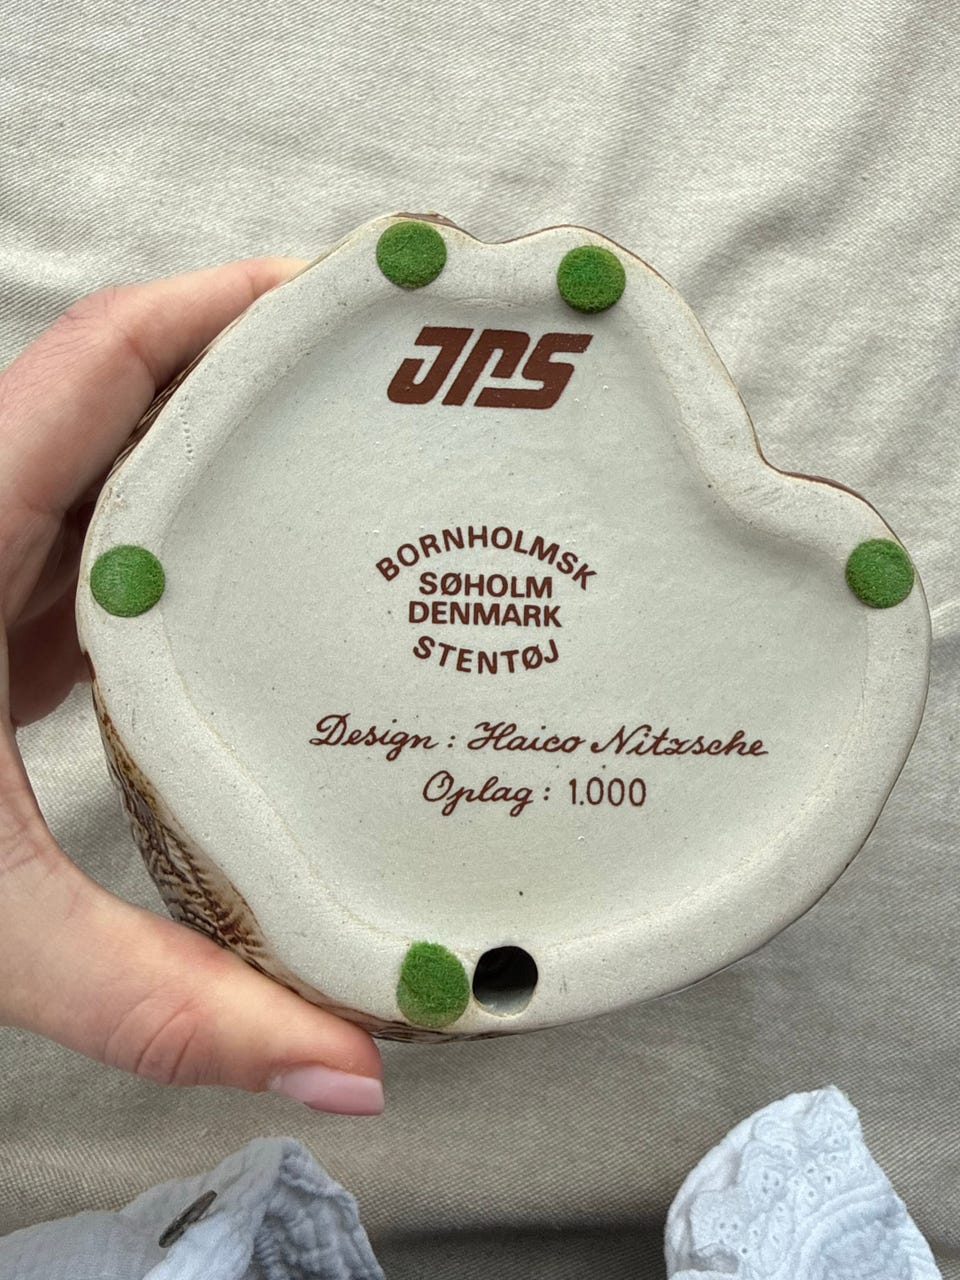 JPS
BORNHOLMSK
SØHOLM
DENMARK
STENTØJ
Design : Haico Nitzsche
Oplag : 1.000